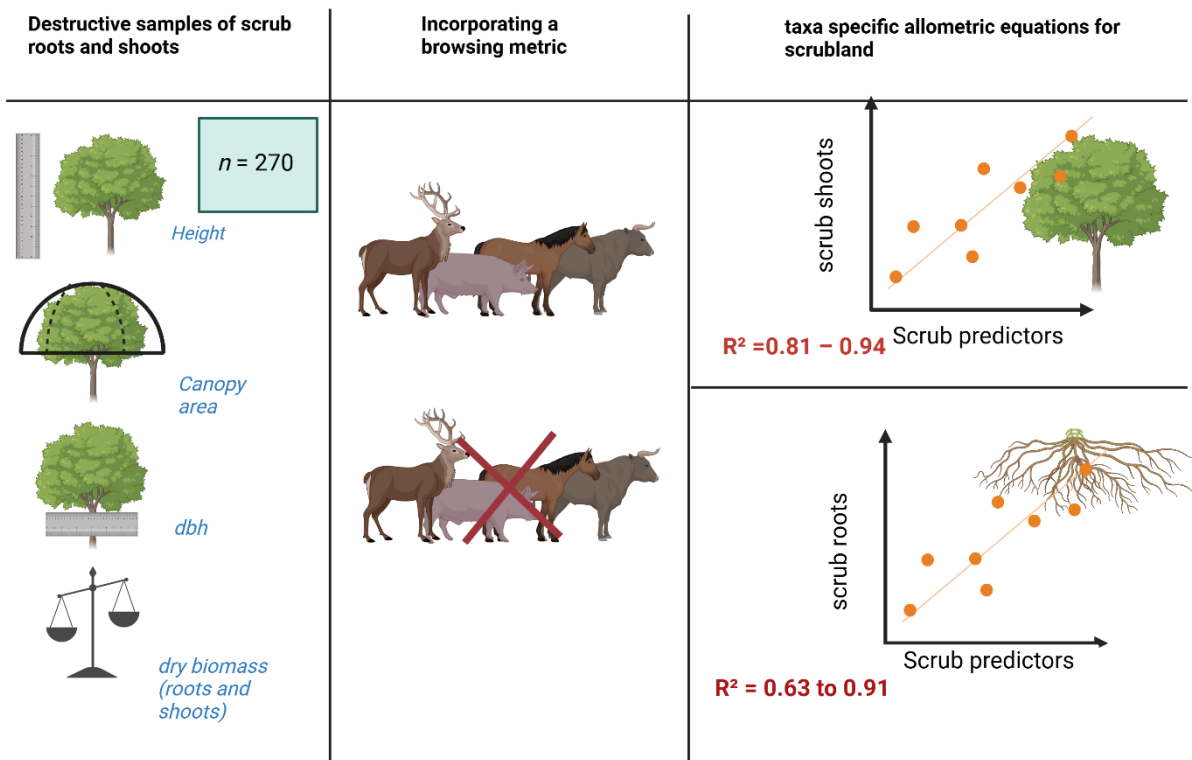 Destructive samples of scrub
roots and shoots
Incorporating a
browsing metric
taxa specific allometric equations for
scrubland
n = 270
Height
Canopy
area
dbh
dry biomass
(roots and
shoots)
scrub shoots
Scrub predictors
R² =0.81 – 0.94
scrub roots
Scrub predictors
R² = 0.63 to 0.91